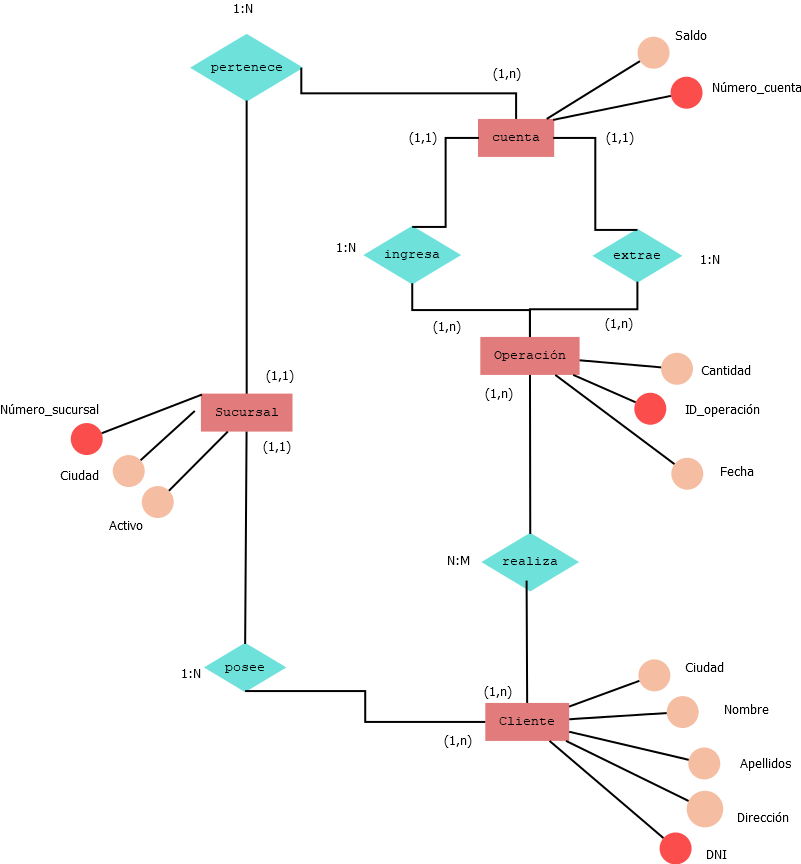 1:N
Saldo
pertenece
(1,n)
Número_cuenta
(1,1)
cuenta
(1,1)
1:N
ingresa
extrae
1:N
(1,n)
(1,n)
Operación
Cantidad
(1,1)
(1,n)
ID_operación
Número_sucursal
Sucursal
(1,1)
Ciudad
Fecha
Activo
N:M
realiza
1:N
posee
Ciudad
(1,n)
Nombre
Cliente
(1,n)
Apellidos
Dirección
DNI